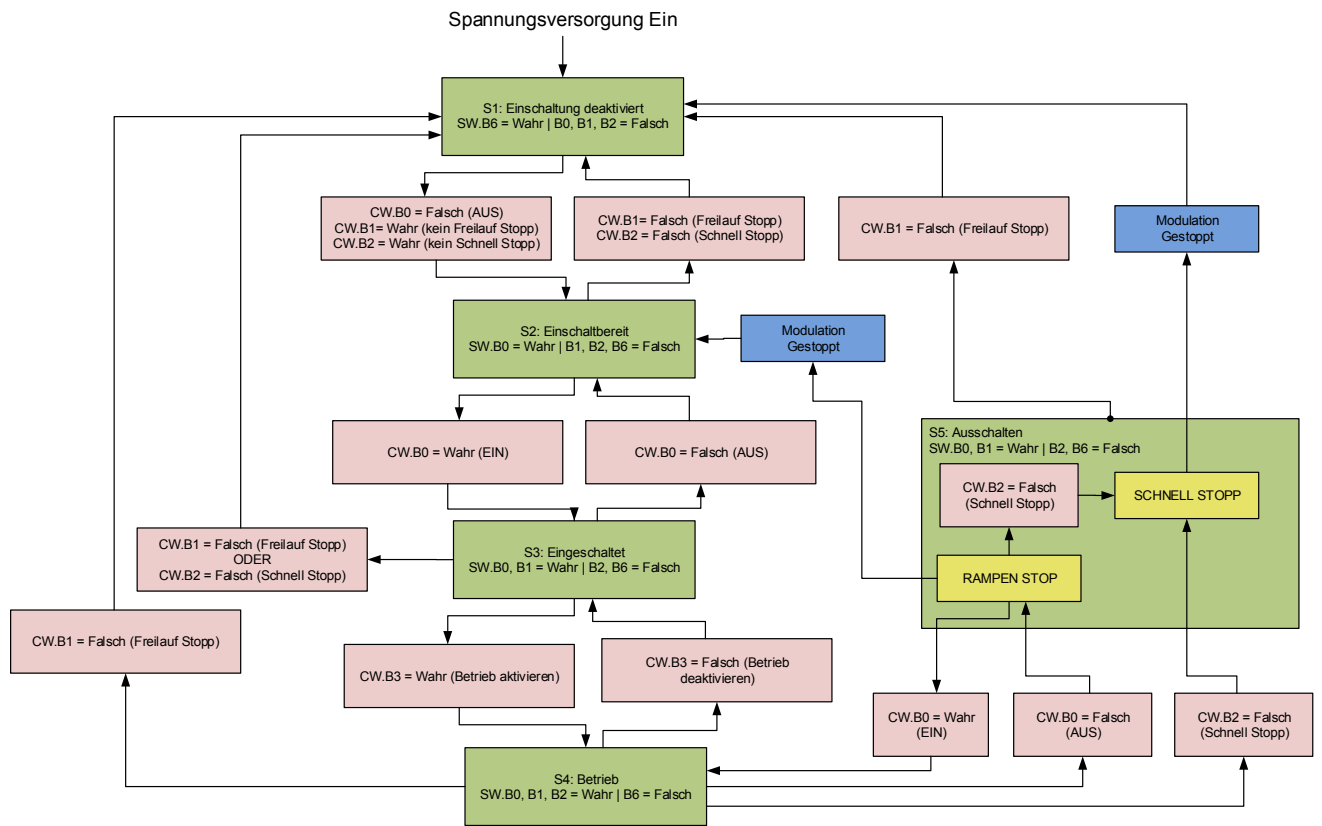 Spannungsversorgung Ein
S1: Einschaltung deaktiviert
SW.B6 = Wahr | B0, B1, B2 = Falsch
CW.B0 = Falsch (AUS)
CW.B1= Wahr (kein Freilauf Stopp)
CW.B2 = Wahr (kein Schnell Stopp)
CW.B1= Falsch (Freilauf Stopp)
CW.B2 = Falsch (Schnell Stopp)
CW.B1 = Falsch (Freilauf Stopp)
Modulation
Gestoppt
S2: Einschaltbereit
SW.B0 = Wahr | B1, B2, B6 = Falsch
Modulation
Gestoppt
CW.B0 = Wahr (EIN)
CW.B0 = Falsch (AUS)
S5: Ausschalten
SW.B0, B1 = Wahr | B2, B6 = Falsch
CW.B2 = Falsch
(Schnell Stopp)
SCHNELL STOPP
RAMPEN STOP
CW.B1 = Falsch (Freilauf Stopp)
ODER
CW.B2 = Falsch (Schnell Stopp)
S3: Eingeschaltet
SW.B0, B1 = Wahr | B2, B6 = Falsch
CW.B1 = Falsch (Freilauf Stopp)
CW.B3 = Wahr (Betrieb aktivieren)
CW.B3 = Falsch (Betrieb
deaktivieren)
CW.B0 = Wahr
(EIN)
CW.B0 = Falsch
(AUS)
CW.B2 = Falsch
(Schnell Stopp)
S4: Betrieb
SW.B0, B1, B2 = Wahr | B6 = Falsch